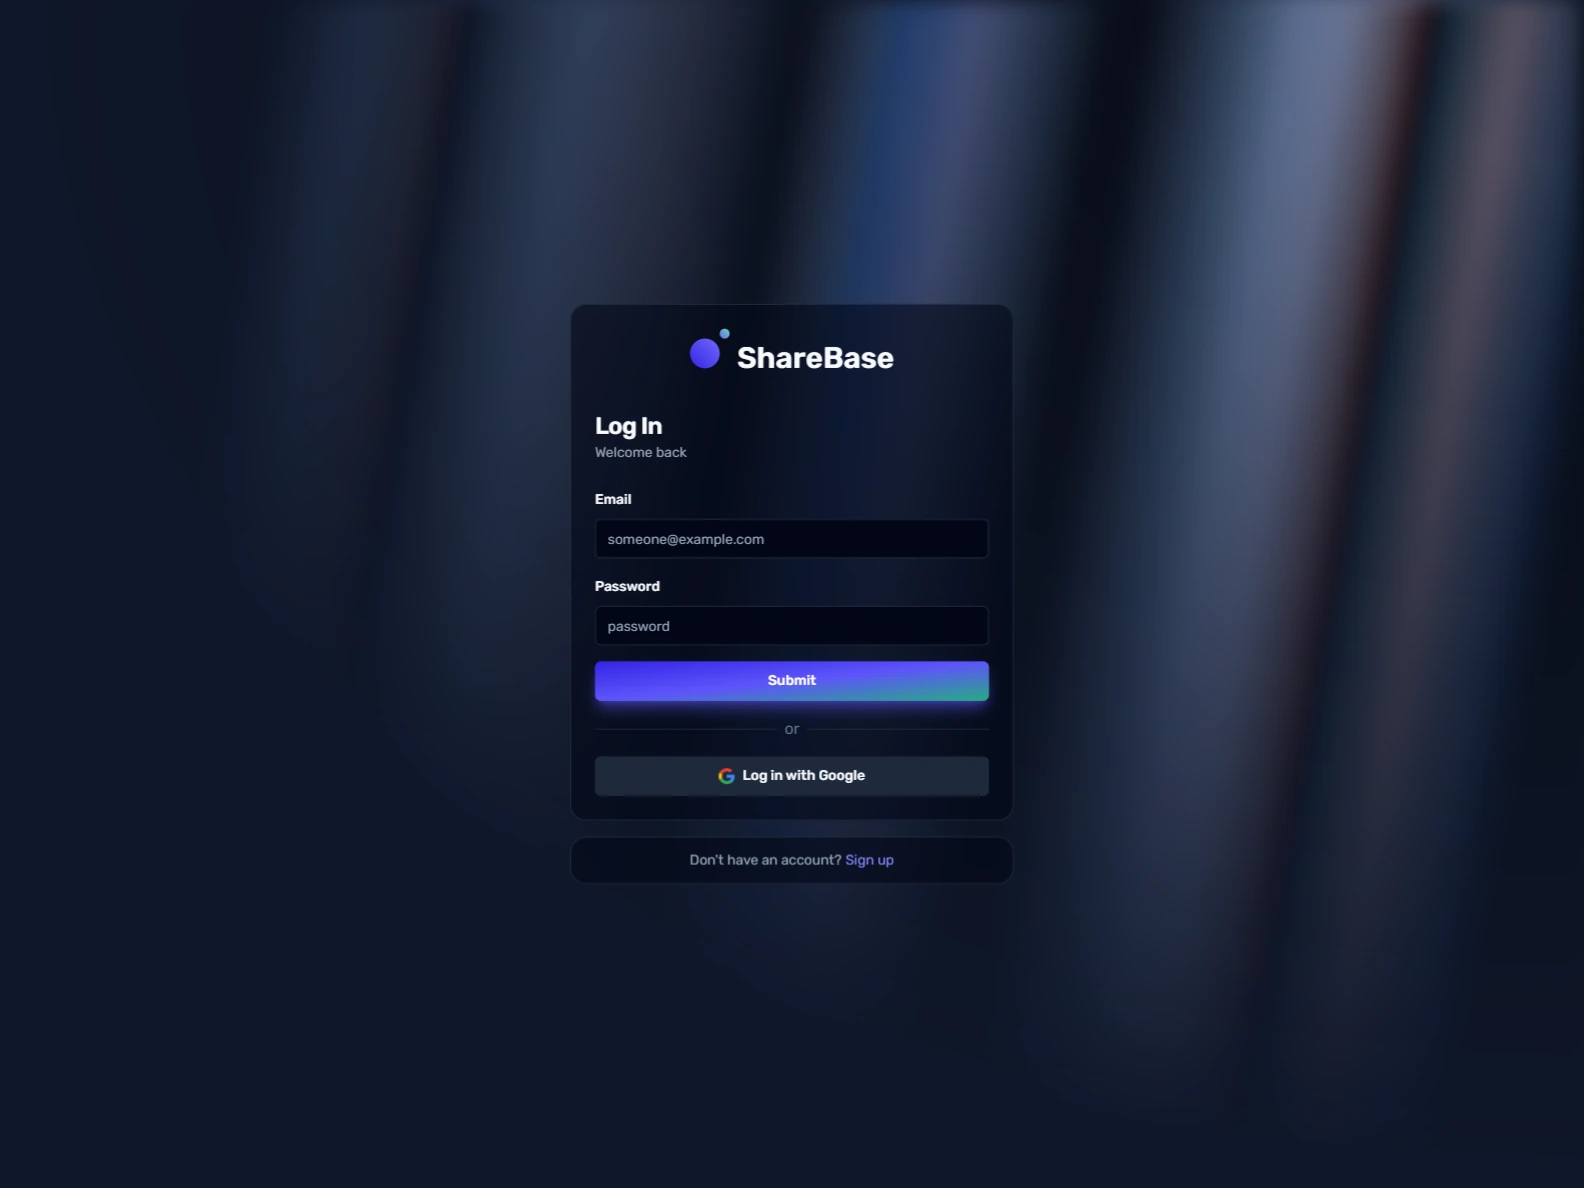 ShareBase
Log In
Welcome back
Email
someone@example.com
Password
password
Submit
or
Log in with Google
Don't have an account? Sign up